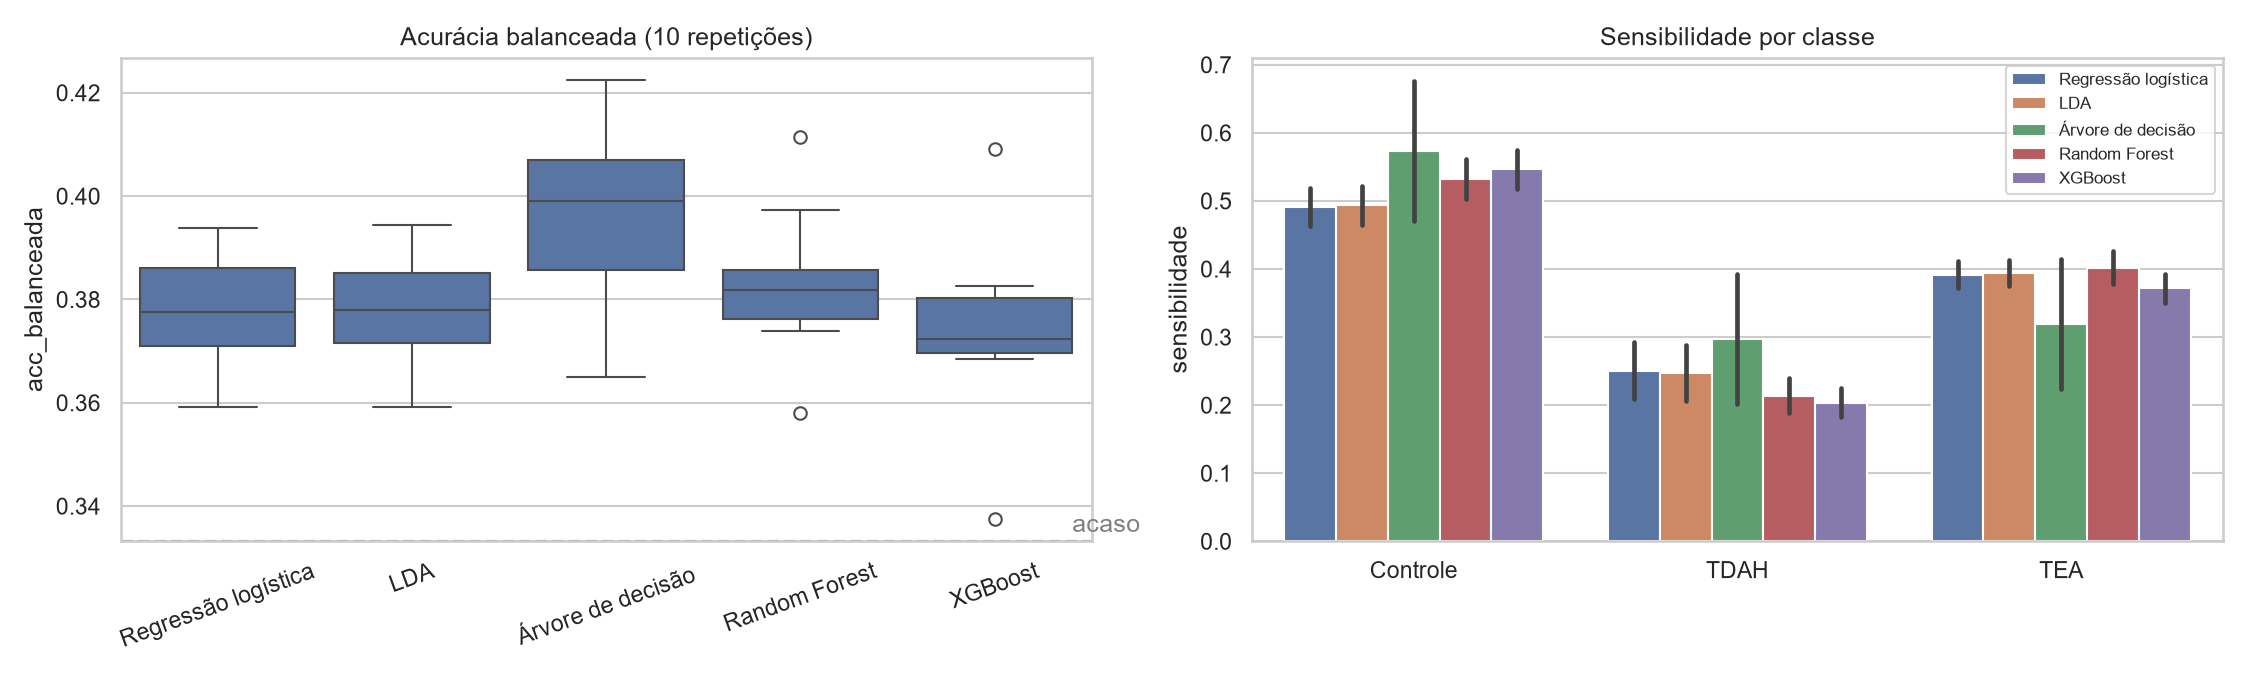 Acurácia balanceada (10 repetições)
acc_balanceada
0.42
0.40
0.38
0.36
0.34
acaso
Regressão logística
LDA
Árvore de decisão
Random Forest
XGBoost
Sensibilidade por classe
sensibilidade
0.7
0.6
0.5
0.4
0.3
0.2
0.1
0.0
Regressão logística
LDA
Árvore de decisão
Random Forest
XGBoost
Controle
TDAH
TEA